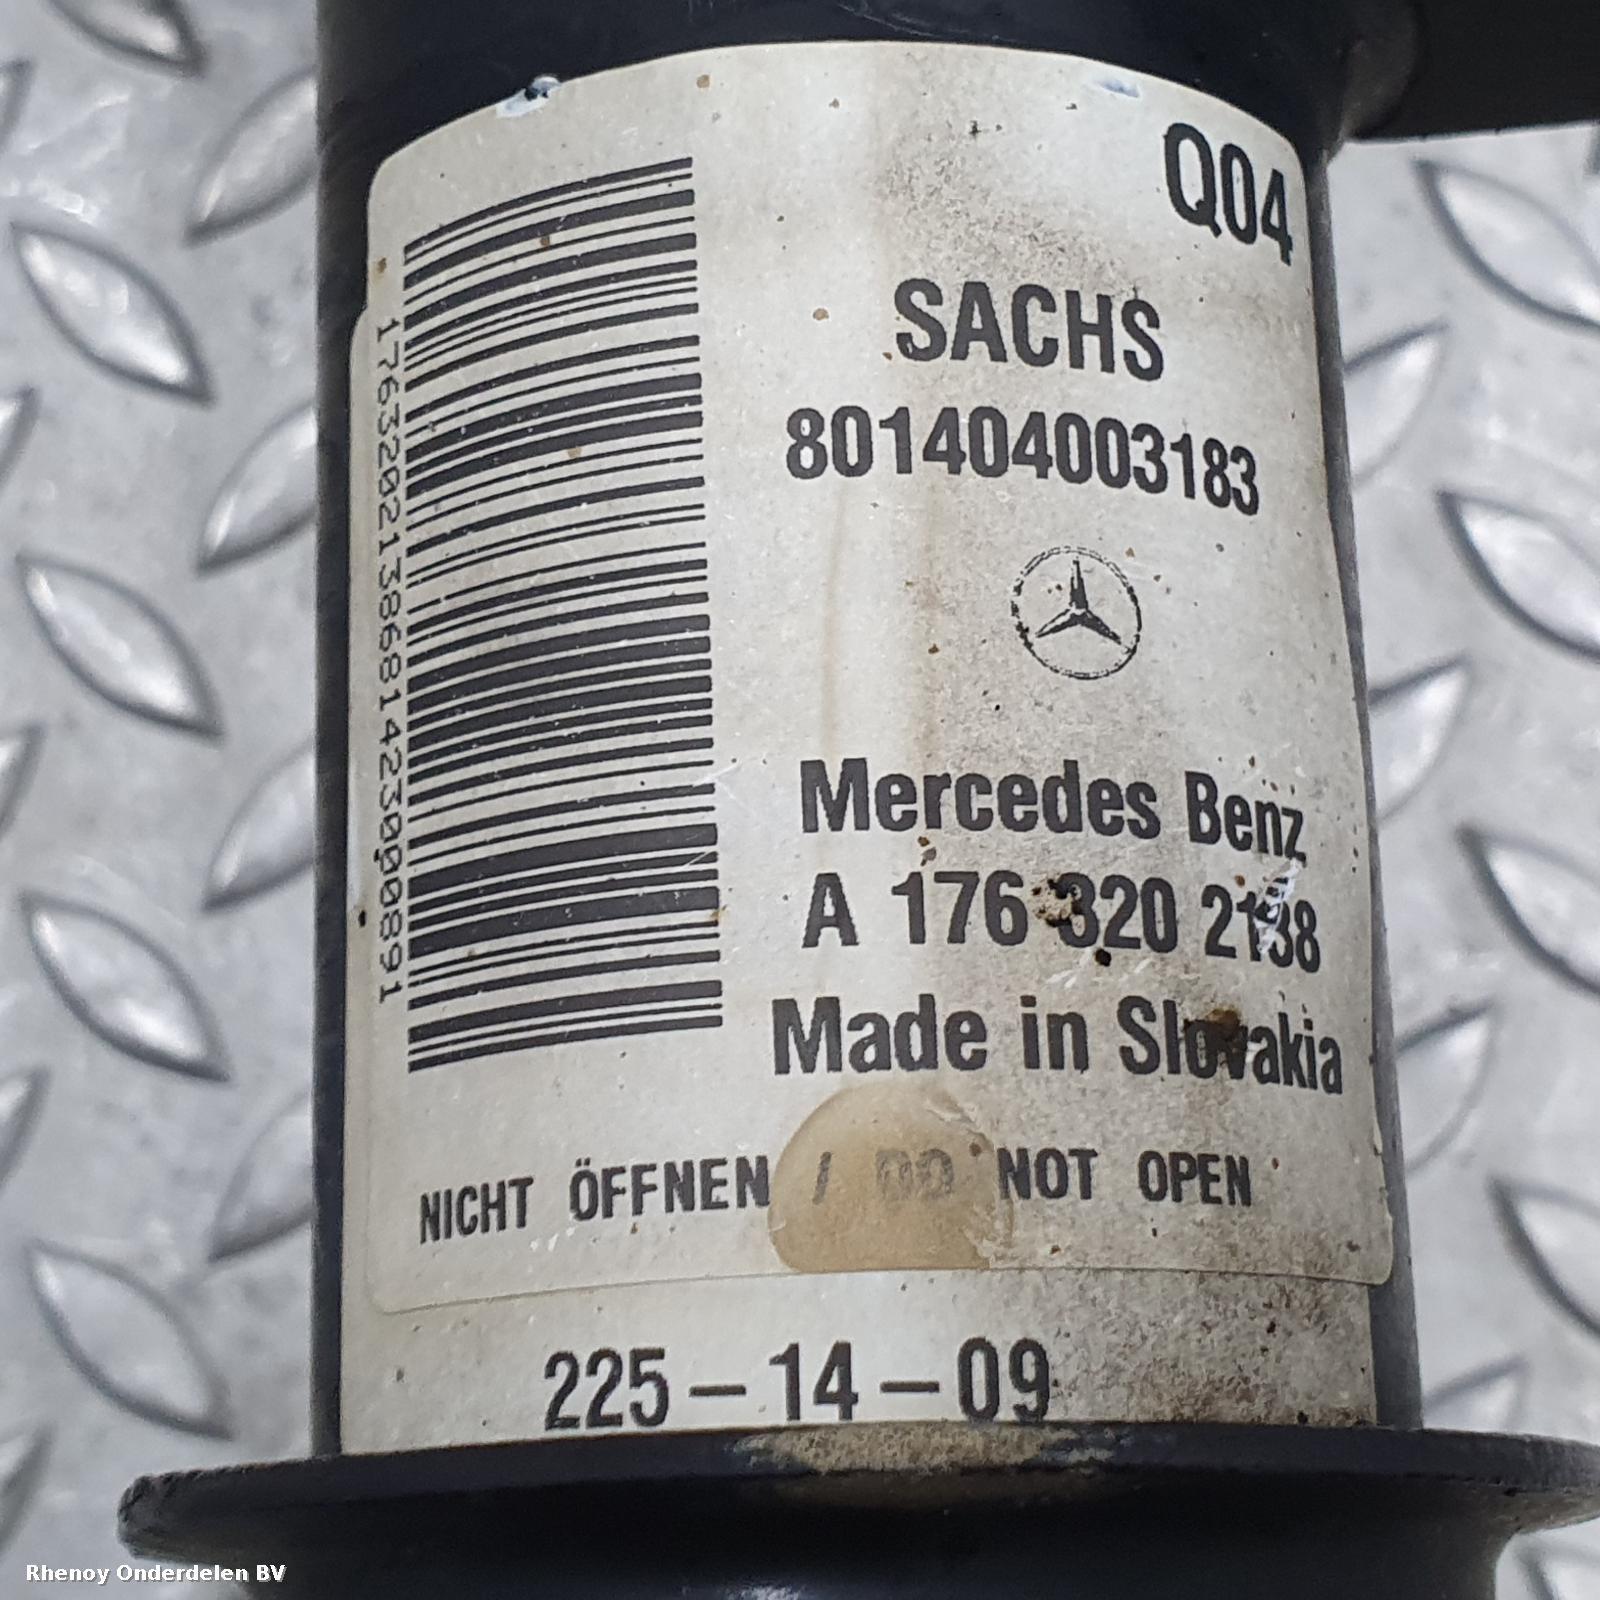 Q04
SACHS
801404003183
Mercedes Benz
A 176 320 2138
Made in Slovakia
NICHT ÖFFNEN / DO NOT OPEN
225-14-09
Rhenoy Onderdelen BV